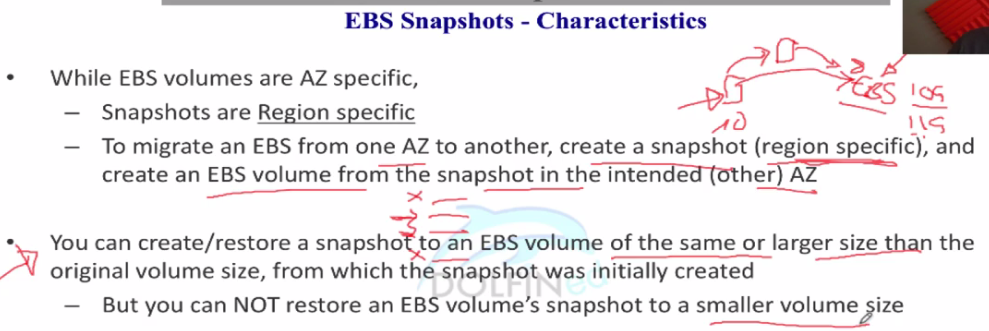 EBS Snapshots - Characteristics
• While EBS volumes are AZ specific,
– Snapshots are Region specific
– To migrate an EBS from one AZ to another, create a snapshot (region specific), and
create an EBS volume from the snapshot in the intended (other) AZ
10
EBS 10G
11G
• You can create/restore a snapshot to an EBS volume of the same or larger size than the
original volume size, from which the snapshot was initially created
– But you can NOT restore an EBS volume's snapshot to a smaller volume size
DOLFINed